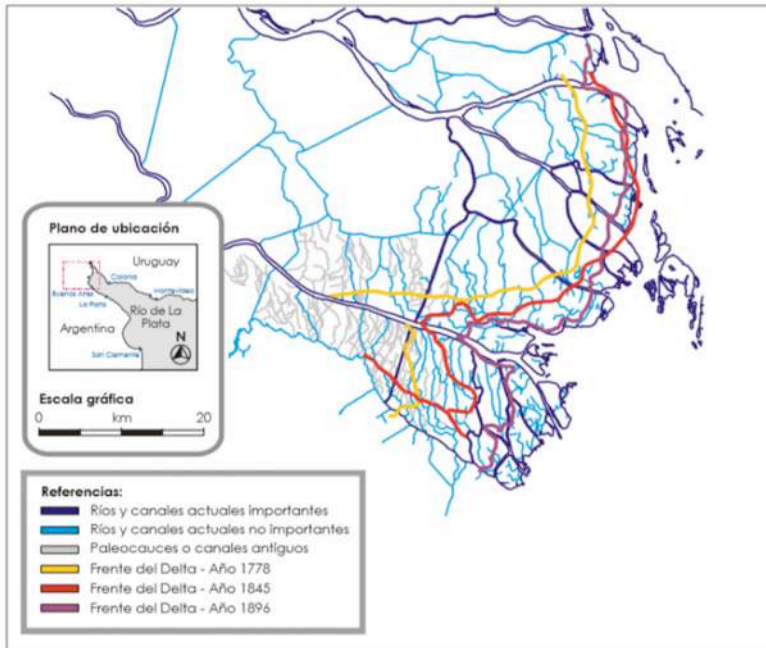 Plano de ubicación
Uruguay
Colonia
Buenos Aires
Montevideo
La Plata
Río de La
Plata
Argentina
N
San Clemente
Escala gráfica
0 km 20
Referencias:
Ríos y canales actuales importantes
Ríos y canales actuales no importantes
Paleocauces o canales antiguos
Frente del Delta - Año 1778
Frente del Delta - Año 1845
Frente del Delta - Año 1896